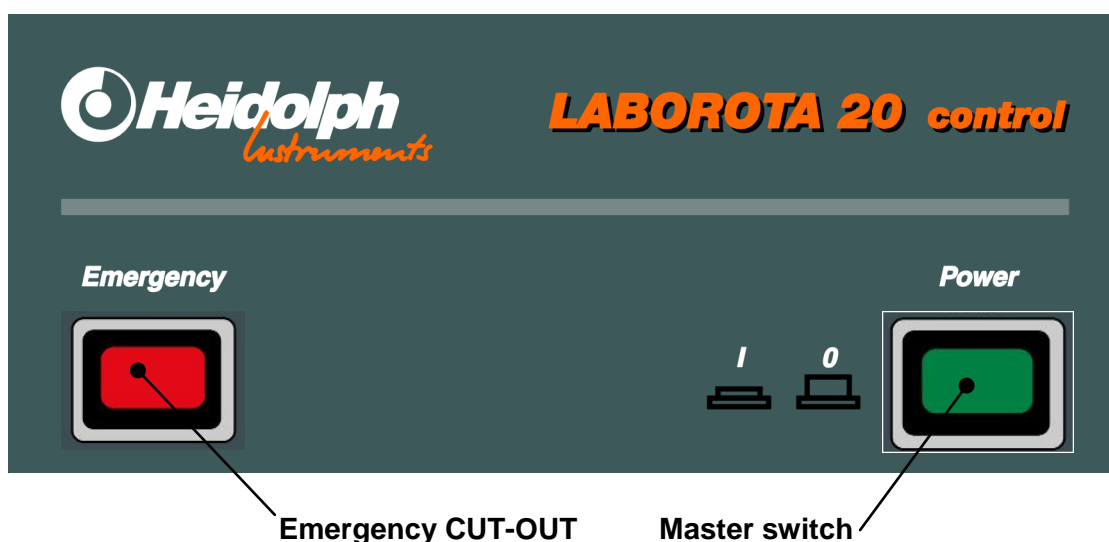 Heidolph
Instruments
LABOROTA 20 control
Emergency
Power
I 0
Emergency CUT-OUT
Master switch